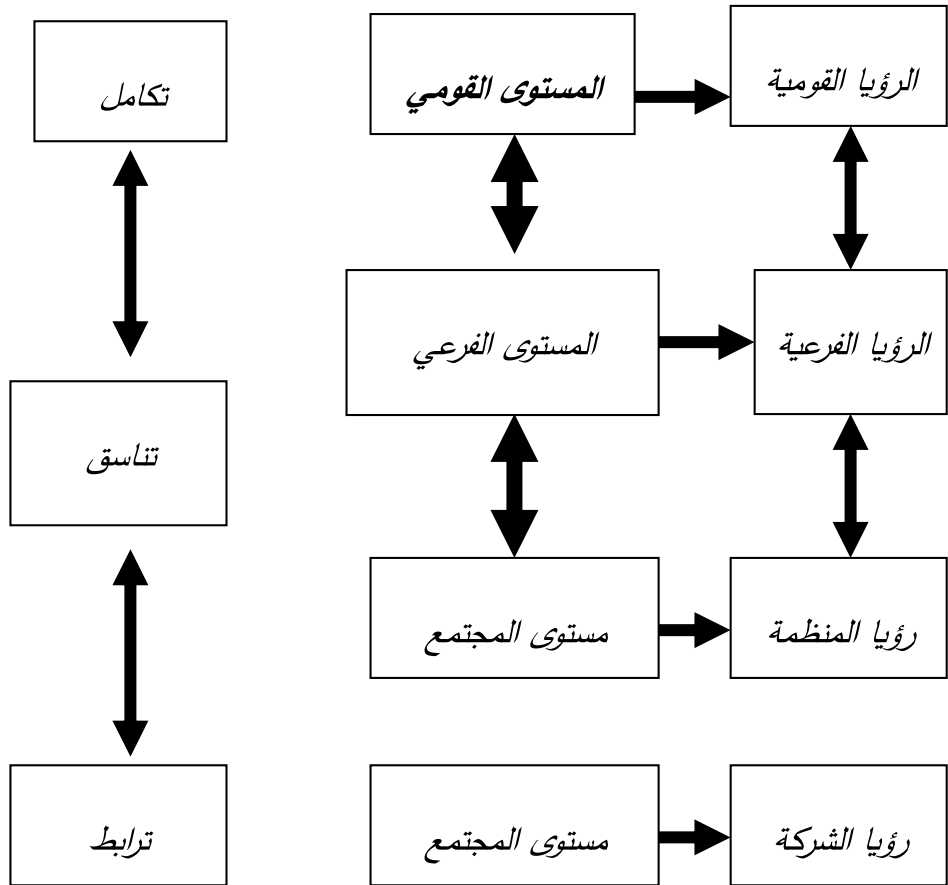 الرؤيا القومية
المستوى القومي
تكامل
الرؤيا الفرعية
المستوى الفرعي
تناسق
رؤيا المنظمة
مستوى المجتمع
رؤيا الشركة
مستوى المجتمع
ترابط